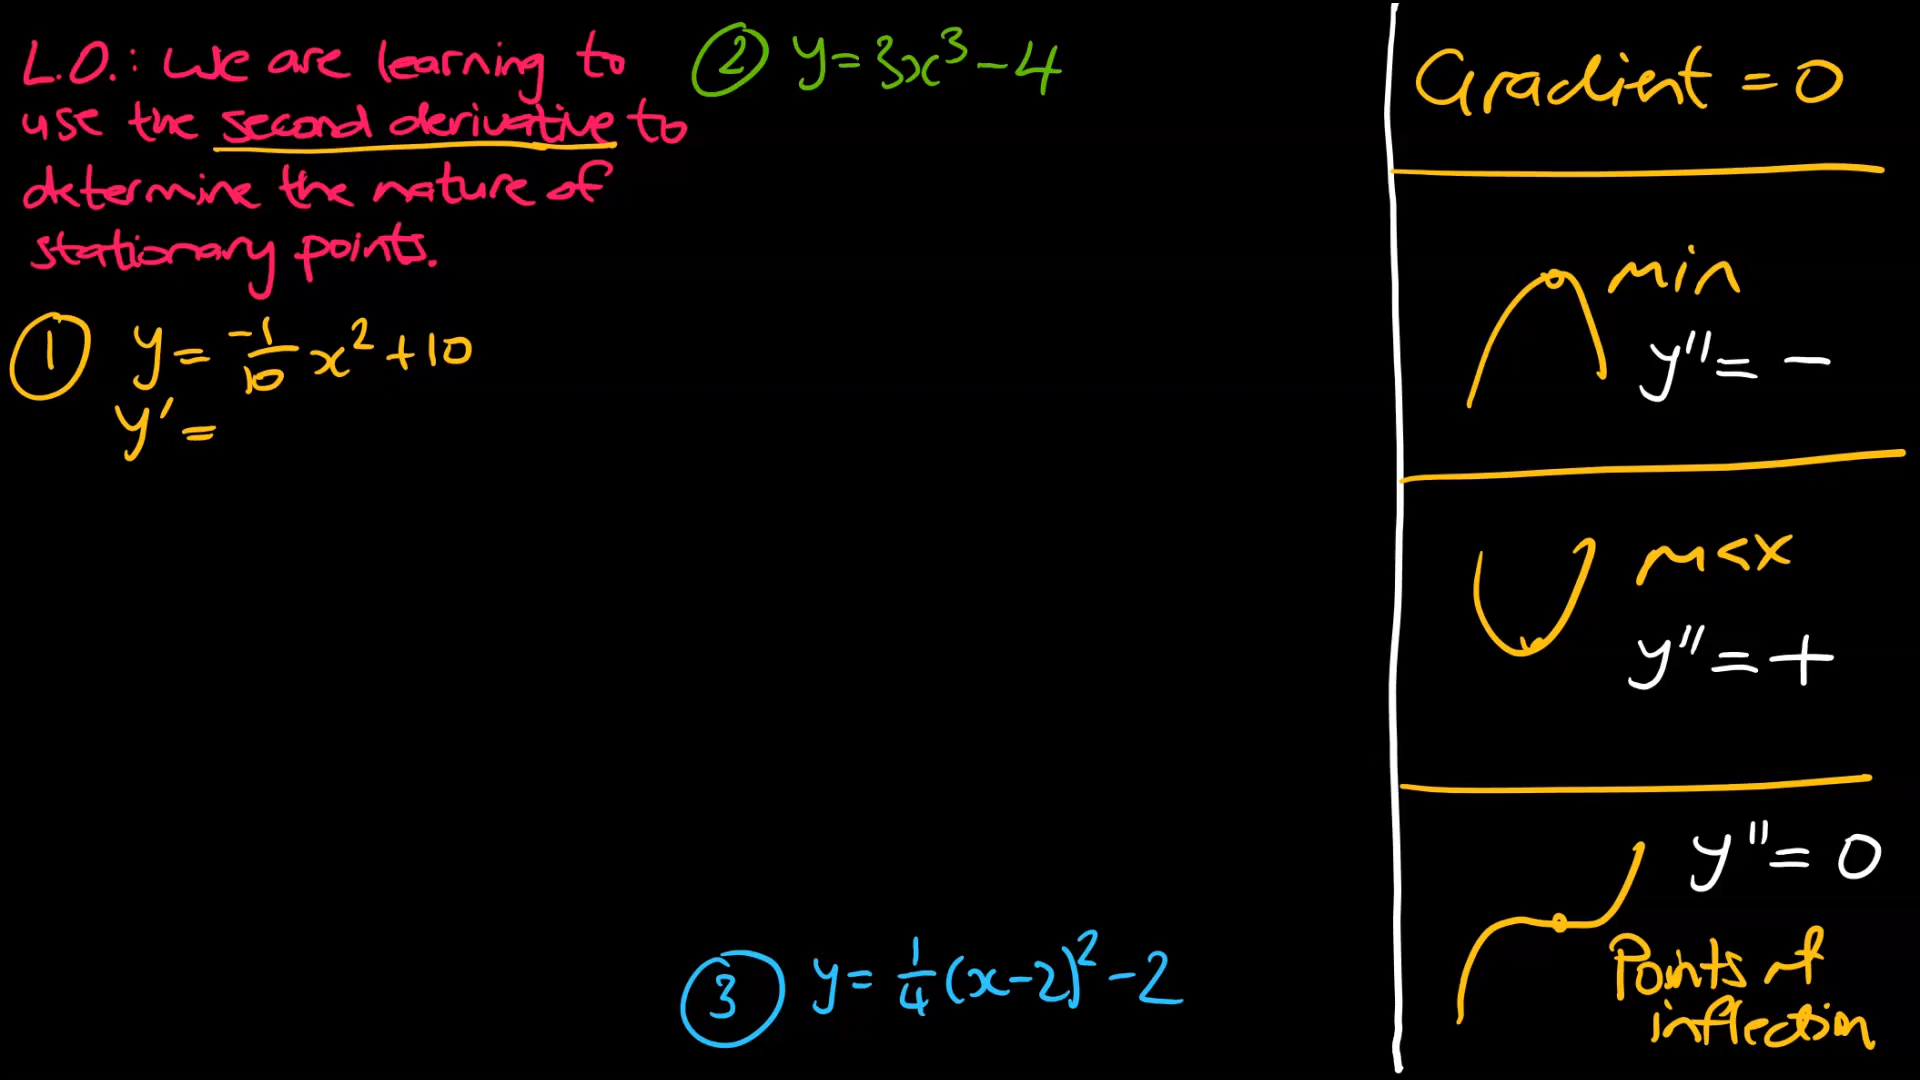 L.O.: We are learning to
use the second derivative to
determine the nature of
stationary points.
① y = -1/10 x² + 10
y' =
② y = 3x³ - 4
③ y = 1/4 (x-2)² - 2
Gradient = 0
min
y'' = -
max
y'' = +
y'' = 0
Points of
inflection